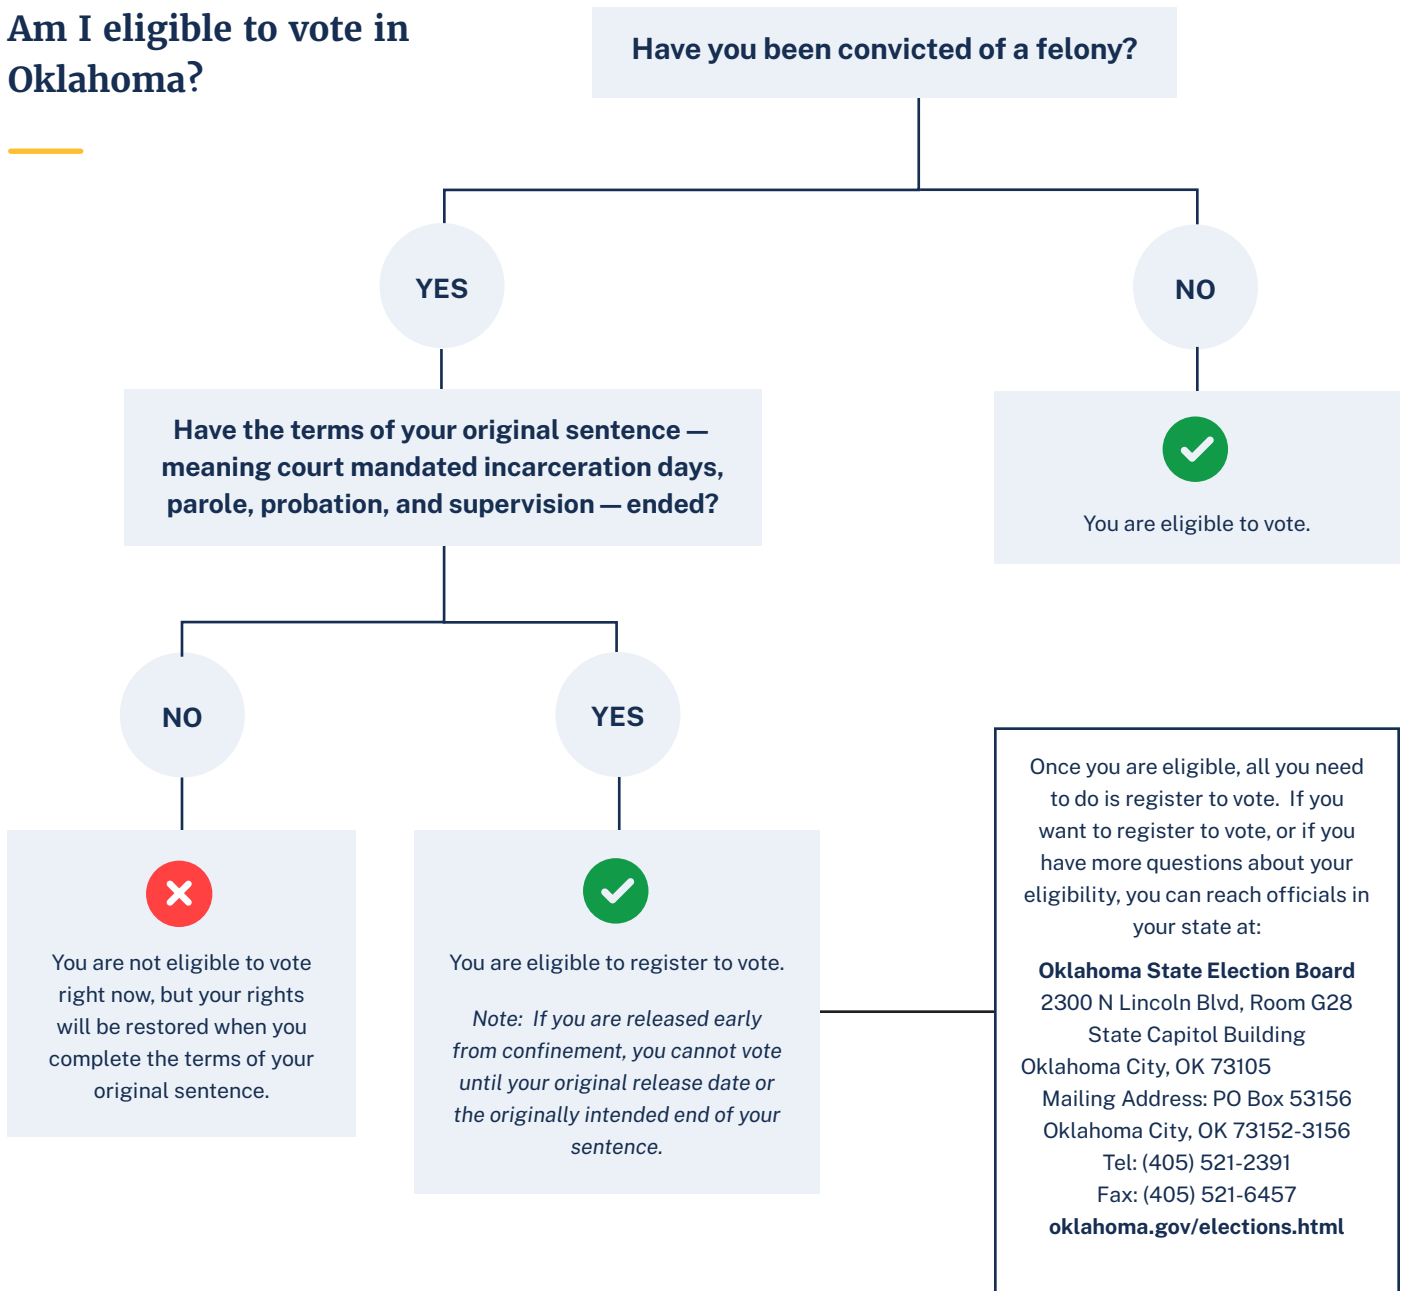 Am I eligible to vote in
Oklahoma?
Have you been convicted of a felony?
YES
NO
Have the terms of your original sentence —
meaning court mandated incarceration days,
parole, probation, and supervision — ended?
You are eligible to vote.
NO
YES
You are not eligible to vote
right now, but your rights
will be restored when you
complete the terms of your
original sentence.
You are eligible to register to vote.
Note: If you are released early
from confinement, you cannot vote
until your original release date or
the originally intended end of your
sentence.
Once you are eligible, all you need
to do is register to vote. If you
want to register to vote, or if you
have more questions about your
eligibility, you can reach officials in
your state at:
Oklahoma State Election Board
2300 N Lincoln Blvd, Room G28
State Capitol Building
Oklahoma City, OK 73105
Mailing Address: PO Box 53156
Oklahoma City, OK 73152-3156
Tel: (405) 521-2391
Fax: (405) 521-6457
oklahoma.gov/elections.html